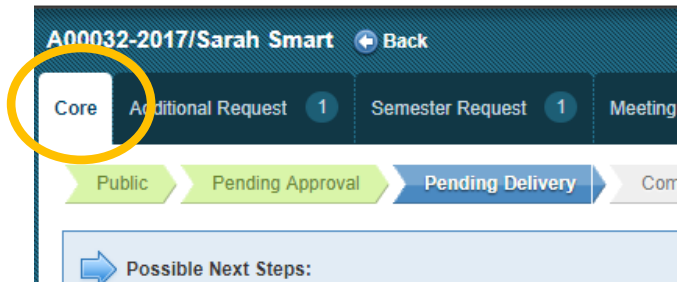 A00032-2017/Sarah Smart Back
Core Additional Request 1 Semester Request 1 Meeting
Public Pending Approval Pending Delivery Com
Possible Next Steps: